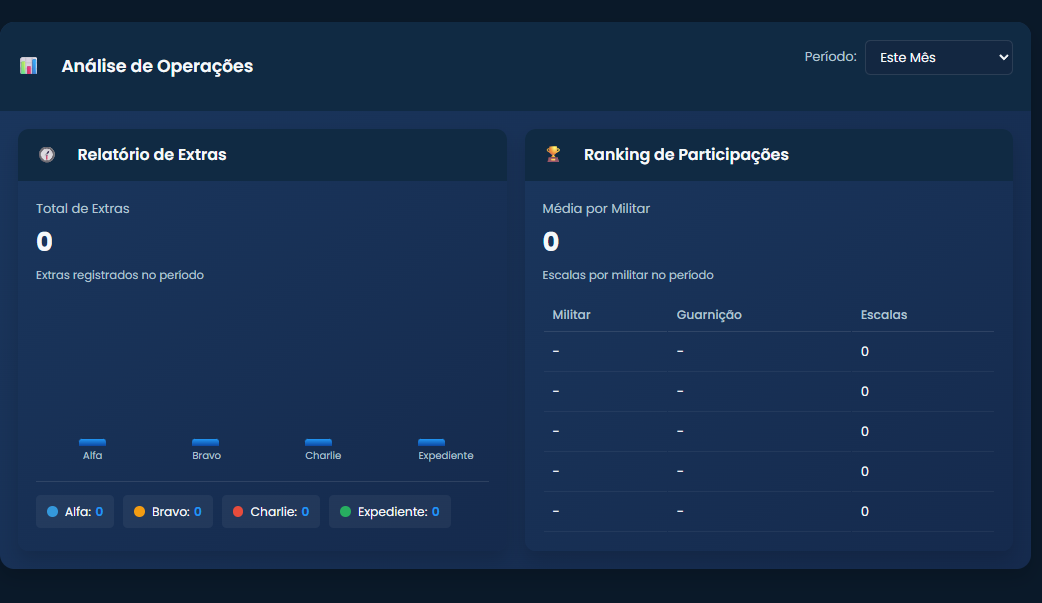 Análise de Operações
Período: Este Mês
Relatório de Extras
Total de Extras
0
Extras registrados no período
Alfa Bravo Charlie Expediente
Alfa: 0 Bravo: 0 Charlie: 0 Expediente: 0
Ranking de Participações
Média por Militar
0
Escalas por militar no período
Militar Guarnição Escalas
- - 0
- - 0
- - 0
- - 0
- - 0